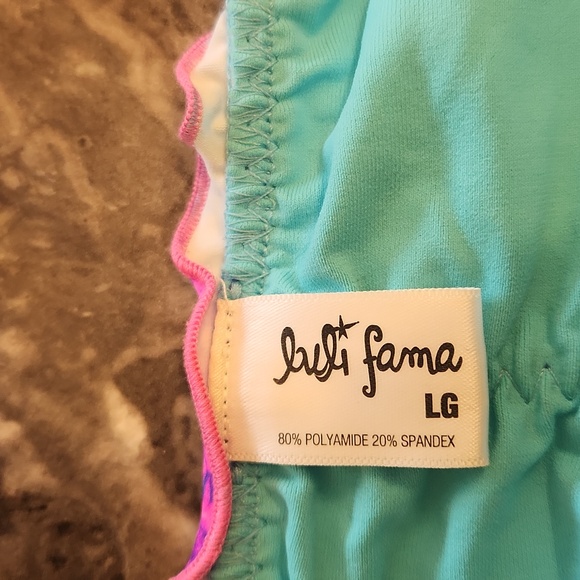 luli fama
LG
80% POLYAMIDE 20% SPANDEX